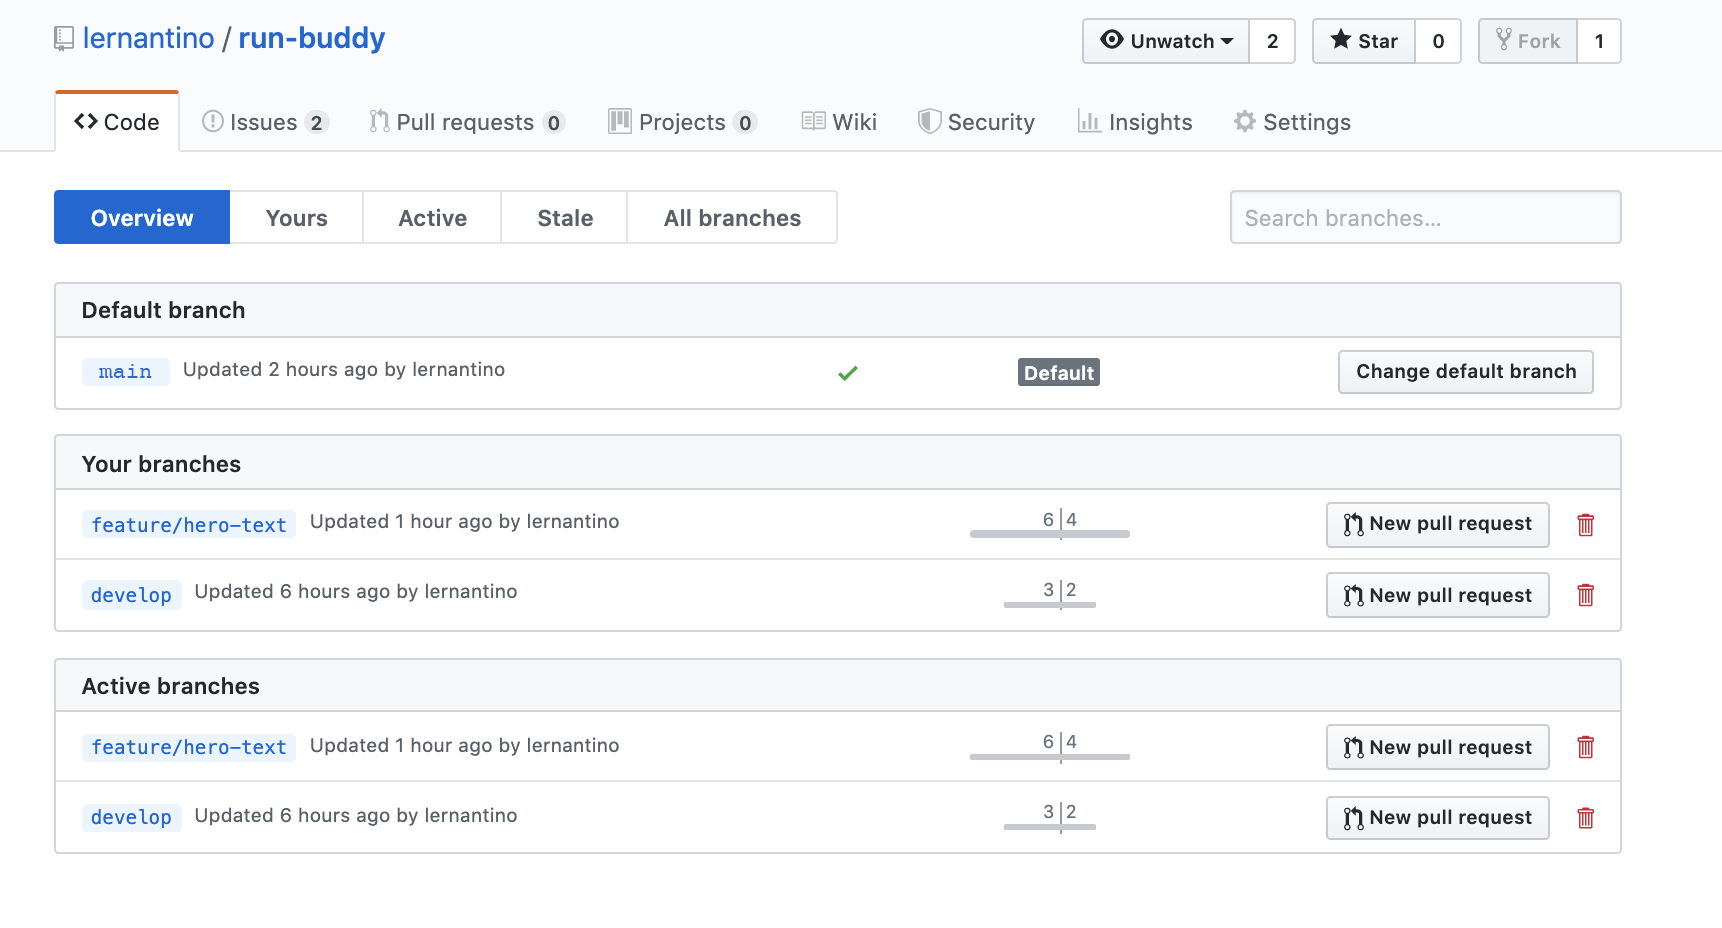 lernantino / run-buddy
Unwatch 2 Star 0 Fork 1
Code Issues 2 Pull requests 0 Projects 0 Wiki Security Insights Settings
Overview Yours Active Stale All branches Search branches...
Default branch
main Updated 2 hours ago by lernantino Default Change default branch
Your branches
feature/hero-text Updated 1 hour ago by lernantino 6 | 4 New pull request
develop Updated 6 hours ago by lernantino 3 | 2 New pull request
Active branches
feature/hero-text Updated 1 hour ago by lernantino 6 | 4 New pull request
develop Updated 6 hours ago by lernantino 3 | 2 New pull request